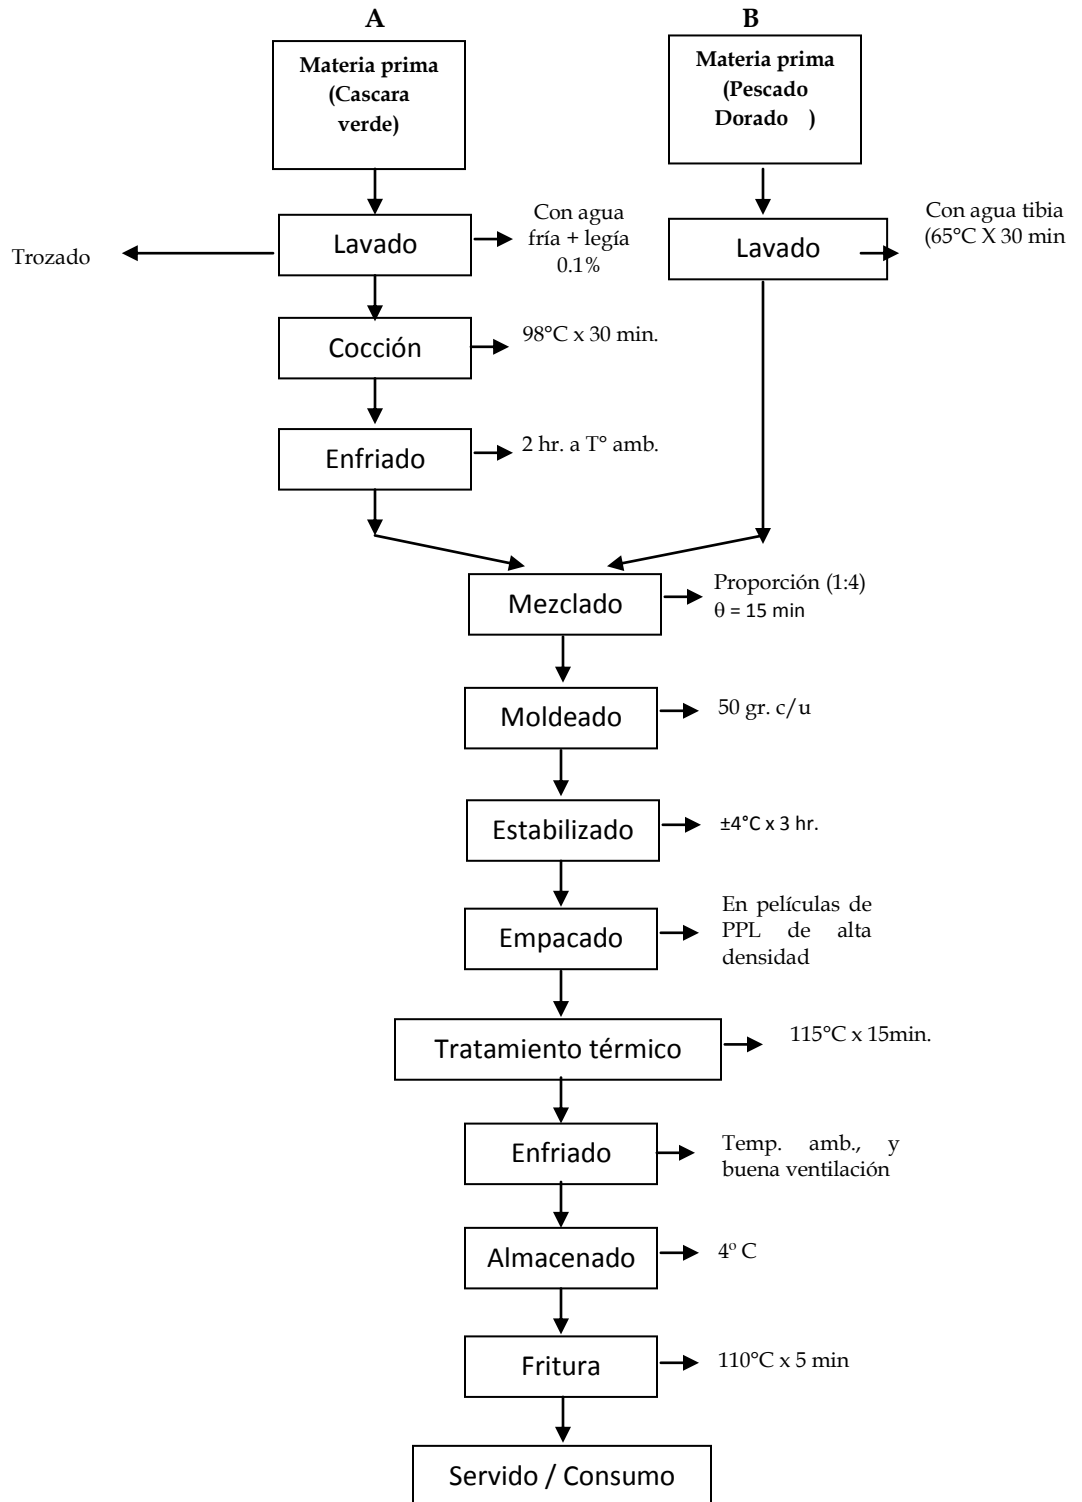 A
B
Materia prima
(Cascara
verde)
Materia prima
(Pescado
Dorado )
Trozado
Lavado
Con agua
fría + legía
0.1%
Lavado
Con agua tibia
(65°C X 30 min
Cocción
98°C x 30 min.
Enfriado
2 hr. a T° amb.
Mezclado
Proporción (1:4)
θ = 15 min
Moldeado
50 gr. c/u
Estabilizado
±4°C x 3 hr.
Empacado
En películas de
PPL de alta
densidad
Tratamiento térmico
115°C x 15min.
Enfriado
Temp. amb., y
buena ventilación
Almacenado
4º C
Fritura
110°C x 5 min
Servido / Consumo